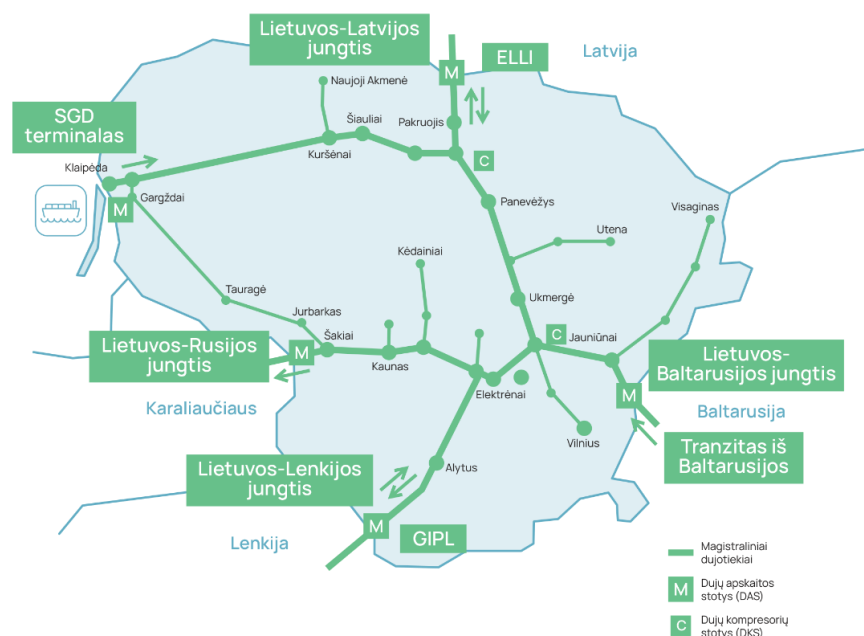 Lietuvos-Latvijos
jungtis
ELLI
Latvija
M
Naujoji Akmenė
SGD
terminalas
Šiauliai
Pakruojis
Kuršėnai
C
Klaipėda
Gargždai
M
Panevėžys
Visaginas
Utena
Kėdainiai
Tauragė
Ukmergė
Jurbarkas
Lietuvos-Rusijos
jungtis
M
Šakiai
Kaunas
C
Jauniūnai
Lietuvos-
Baltarusijos jungtis
Elektrėnai
M
Karaliaučiaus
Baltarusija
Vilnius
Tranzitas iš
Baltarusijos
Lietuvos-Lenkijos
jungtis
Alytus
M
GIPL
Lenkija
Magistraliniai
dujotiekiai
M
Dujų apskaitos
stotys (DAS)
C
Dujų kompresorių
stotys (DKS)